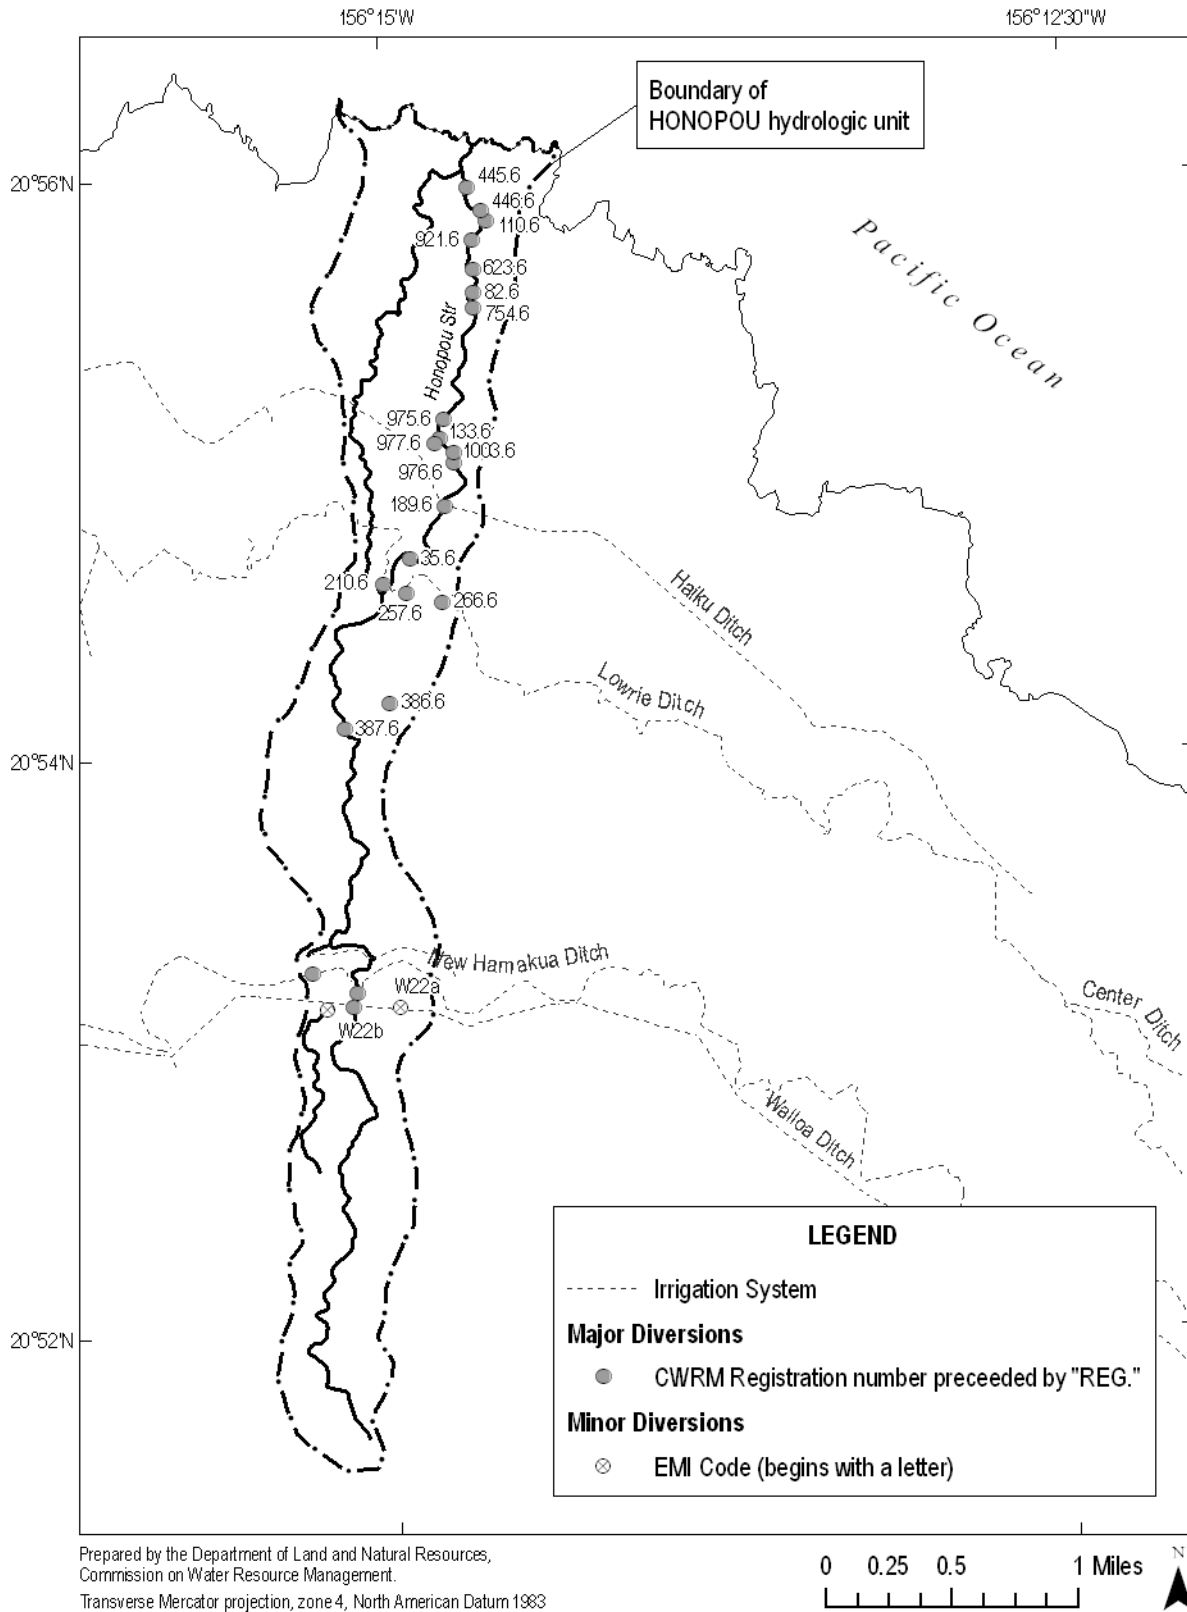 156°15'W
156°12'30"W
Boundary of
HONOPOU hydrologic unit
20°56'N
445.6
446.6
110.6
921.6
623.6
82.6
754.6
Pacific Ocean
Honopou Str
975.6
133.6
977.6
1003.6
976.6
189.6
35.6
210.6
257.6
266.6
Haiku Ditch
Lowrie Ditch
386.6
387.6
20°54'N
New Hamakua Ditch
W22a
W22b
Center Ditch
Wailoa Ditch
LEGEND
Irrigation System
Major Diversions
CWRM Registration number preceeded by "REG."
Minor Diversions
EMI Code (begins with a letter)
20°52'N
Prepared by the Department of Land and Natural Resources,
Commission on Water Resource Management.
Transverse Mercator projection, zone 4, North American Datum 1983
0 0.25 0.5 1 Miles
N